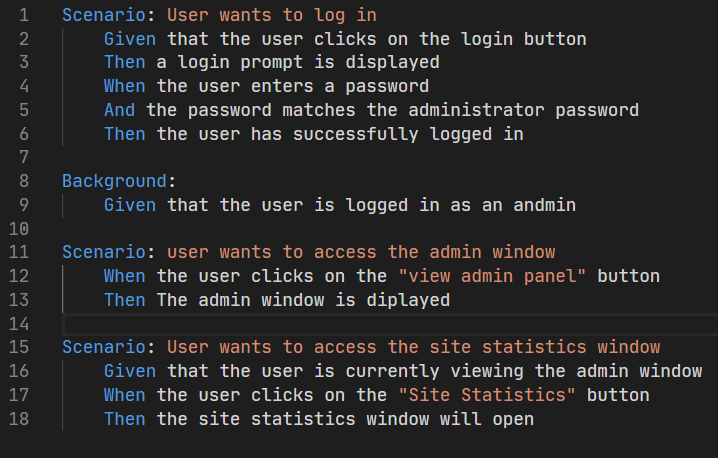 1 Scenario: User wants to log in
2 Given that the user clicks on the login button
3 Then a login prompt is displayed
4 When the user enters a password
5 And the password matches the administrator password
6 Then the user has successfully logged in
7
8 Background:
9 Given that the user is logged in as an andmin
10
11 Scenario: user wants to access the admin window
12 When the user clicks on the "view admin panel" button
13 Then The admin window is diplayed
14
15 Scenario: User wants to access the site statistics window
16 Given that the user is currently viewing the admin window
17 When the user clicks on the "Site Statistics" button
18 Then the site statistics window will open